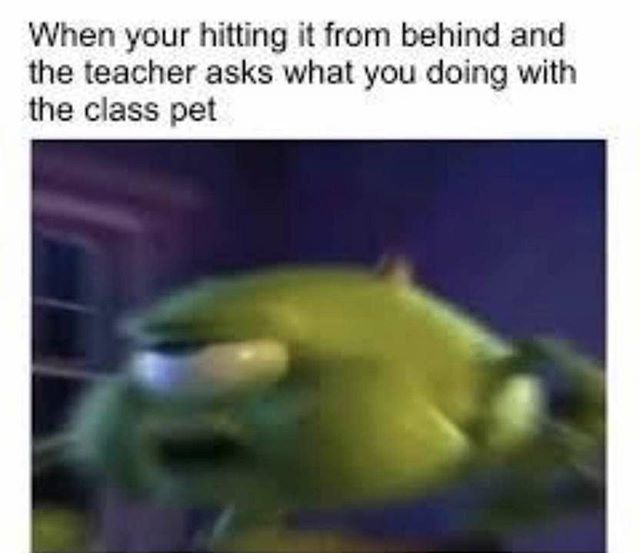 When your hitting it from behind and
the teacher asks what you doing with
the class pet